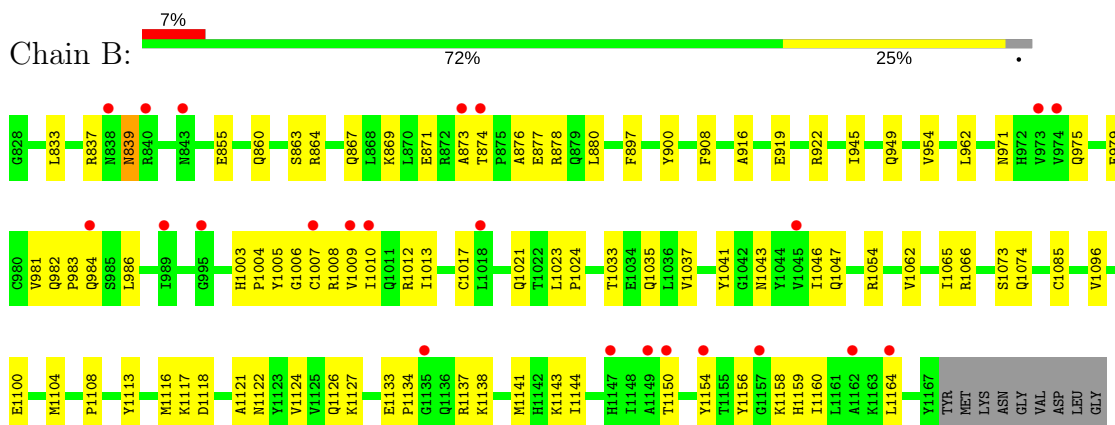 7%
Chain B:
72% 25% •
G828 L833 R837 N838 N839 R840 N843 E855 Q860 S863 R864 Q867 L868 K869 L870 E871 R872 A873 T874 P875 A876 E877 R878 Q879 L880 F897 Y900 F908 A916 E919 R922 I945 Q949 V954 L962 N971 H972 V973 V974 Q975
C980 V981 Q982 P983 Q984 S985 L986 I989 G995 H1003 P1004 Y1005 C1007 R1008 V1009 I1010 Q1011 R1012 I1013 C1017 L1018 Q1021 T1022 L1023 P1024 T1033 E1034 Q1035 L1036 V1037 Y1041 G1042 N1043 Y1044 V1045 I1046 Q1047 R1054 V1062 I1065 R1066 S1073 Q1074 C1085 V1096
E1100 M1104 P1108 Y1113 M1116 K1117 D1118 A1121 N1122 Y1123 V1124 V1125 Q1126 K1127 E1133 P1134 G1135 Q1136 R1137 K1138 M1141 H1142 K1143 I1144 H1147 I1148 A1149 T1150 Y1154 T1155 Y1156 G1157 K1158 H1159 I1160 L1161 A1162 K1163 L1164 Y1167 TYR MET LYS ASN GLY VAL ASP LEU GLY